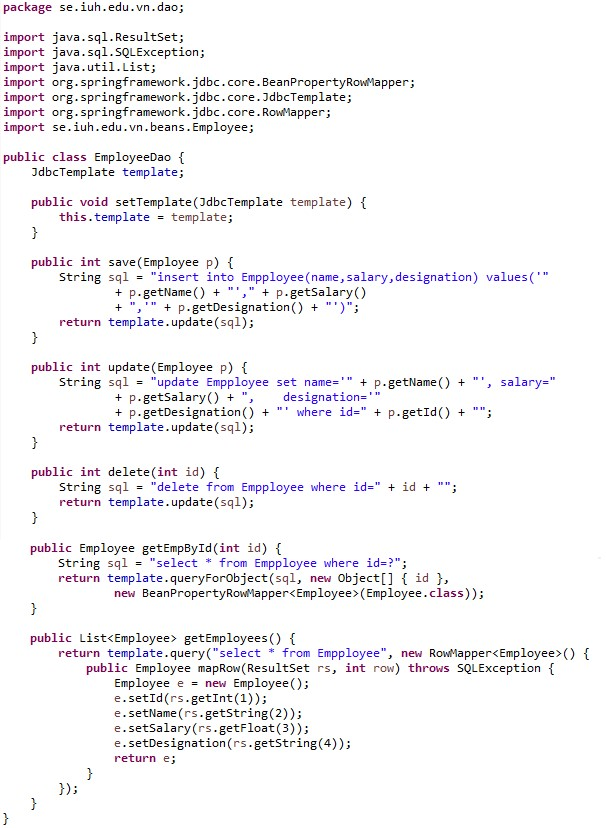 package se.iuh.edu.vn.dao;

import java.sql.ResultSet;
import java.sql.SQLException;
import java.util.List;
import org.springframework.jdbc.core.BeanPropertyRowMapper;
import org.springframework.jdbc.core.JdbcTemplate;
import org.springframework.jdbc.core.RowMapper;
import se.iuh.edu.vn.beans.Employee;

public class EmployeeDao {
    JdbcTemplate template;

    public void setTemplate(JdbcTemplate template) {
        this.template = template;
    }

    public int save(Employee p) {
        String sql = "insert into Empployee(name,salary,designation) values('"
                + p.getName() + "'," + p.getSalary()
                + ",'" + p.getDesignation() + "')";
        return template.update(sql);
    }

    public int update(Employee p) {
        String sql = "update Empployee set name='" + p.getName() + "', salary="
                + p.getSalary() + ",    designation='"
                + p.getDesignation() + "' where id=" + p.getId() + "";
        return template.update(sql);
    }

    public int delete(int id) {
        String sql = "delete from Empployee where id=" + id + "";
        return template.update(sql);
    }

    public Employee getEmpById(int id) {
        String sql = "select * from Empployee where id=?";
        return template.queryForObject(sql, new Object[] { id },
                new BeanPropertyRowMapper<Employee>(Employee.class));
    }

    public List<Employee> getEmployees() {
        return template.query("select * from Empployee", new RowMapper<Employee>() {
            public Employee mapRow(ResultSet rs, int row) throws SQLException {
                Employee e = new Employee();
                e.setId(rs.getInt(1));
                e.setName(rs.getString(2));
                e.setSalary(rs.getFloat(3));
                e.setDesignation(rs.getString(4));
                return e;
            }
        });
    }
}